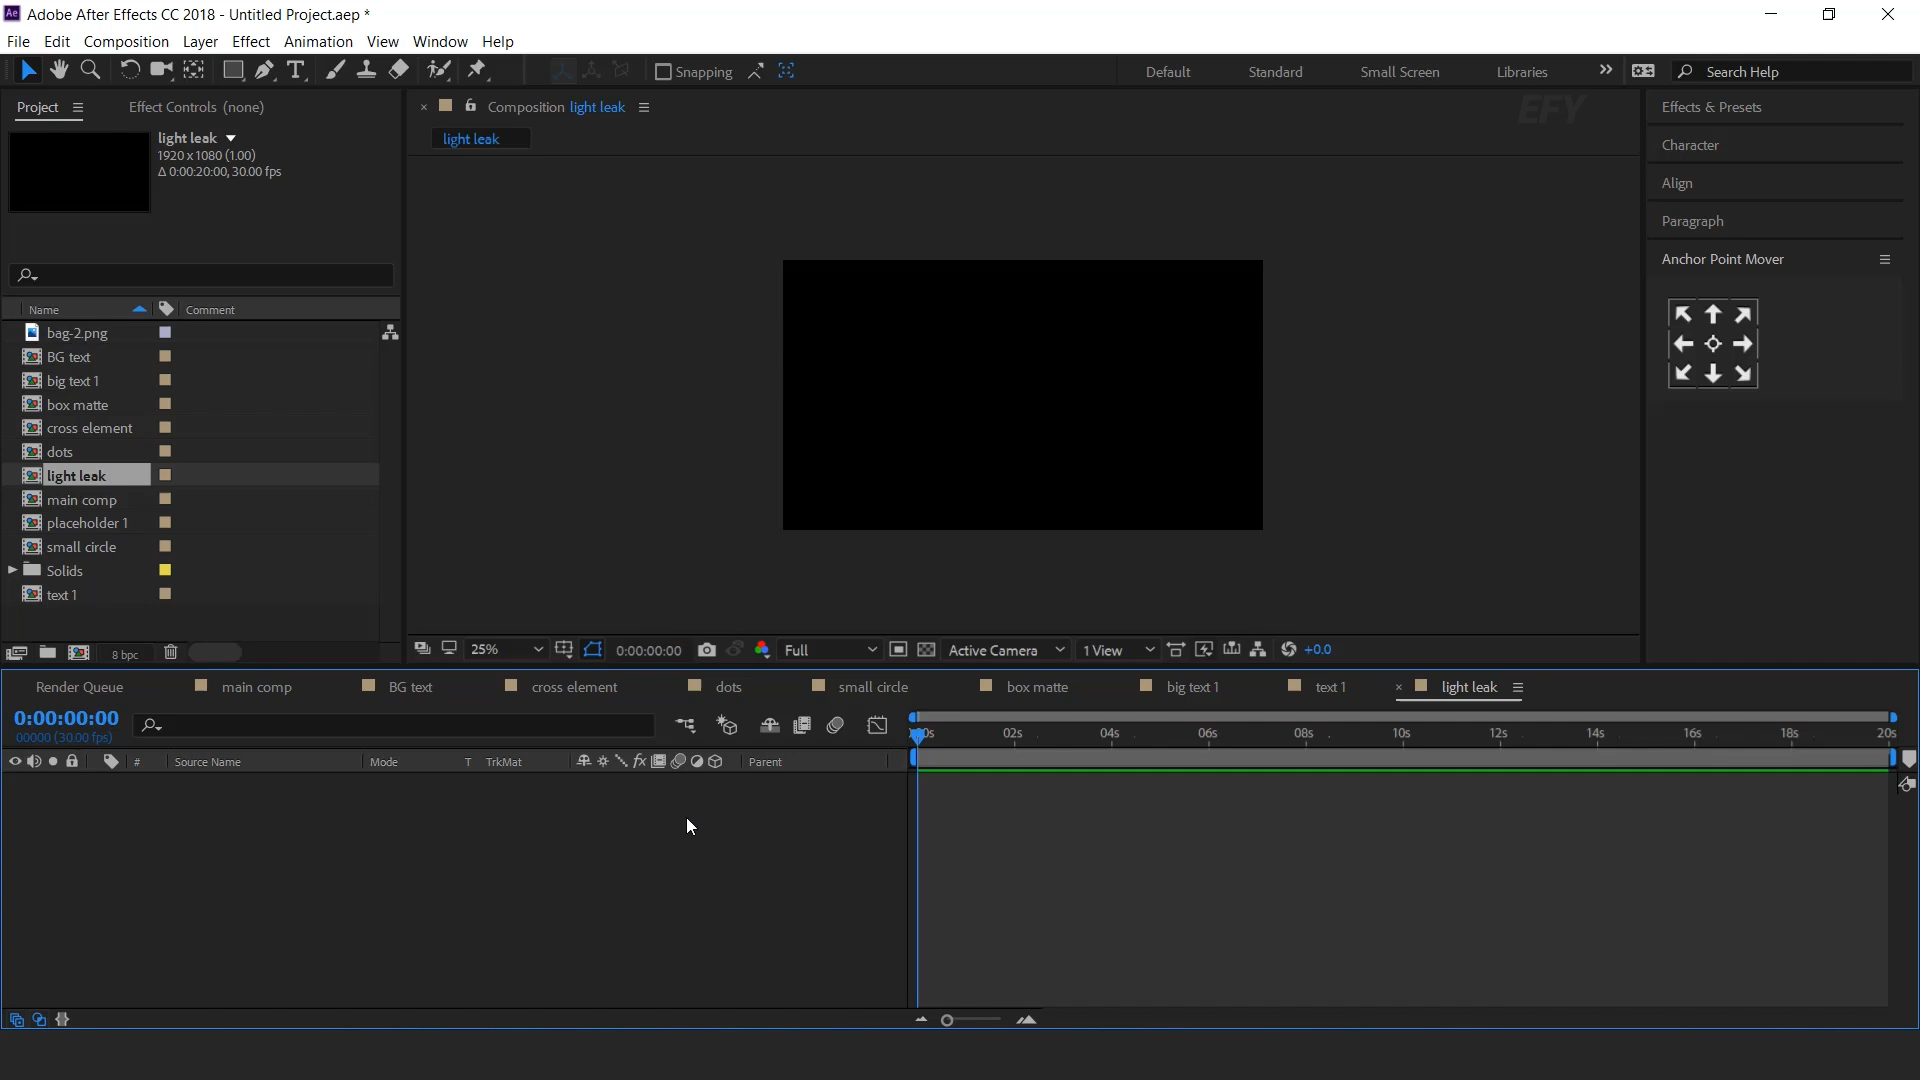 Ae Adobe After Effects CC 2018 - Untitled Project.aep *
File Edit Composition Layer Effect Animation View Window Help
T Snapping Default Standard Small Screen Libraries Search Help
Project Effect Controls (none)
Composition light leak
EFY
light leak
light leak
1920 x 1080 (1.00)
Δ 0:00:20:00, 30.00 fps
Name Comment
bag-2.png
BG text
big text 1
box matte
cross element
dots
light leak
main comp
placeholder 1
small circle
Solids
text 1
8 bpc
25% 0:00:00:00 Full Active Camera 1 View +0.0
Effects & Presets
Character
Align
Paragraph
Anchor Point Mover
Render Queue main comp BG text cross element dots small circle box matte big text 1 text 1 × light leak
0:00:00:00
00000 (30.00 fps)
02s 04s 06s 08s 10s 12s 14s 16s 18s 20s
# Source Name Mode T TrkMat fx Parent